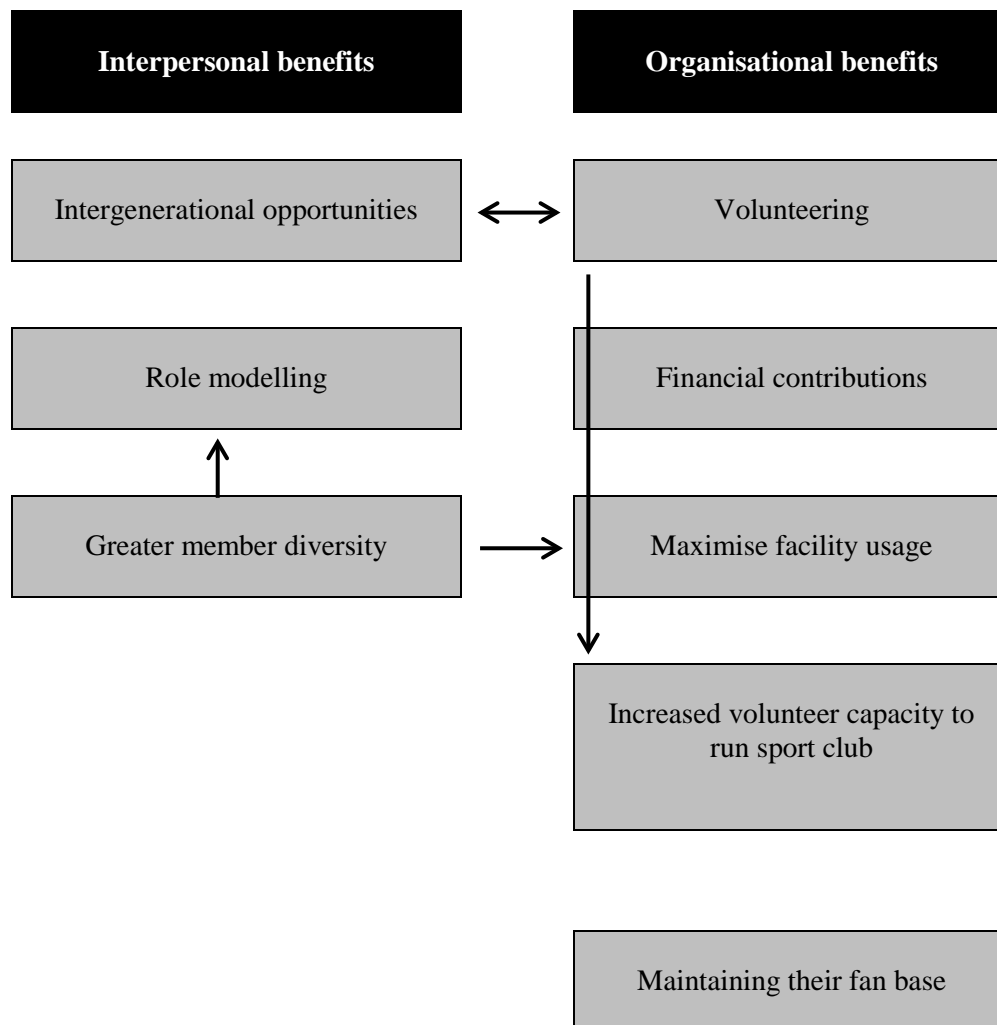 Interpersonal benefits
Organisational benefits
Intergenerational opportunities
Volunteering
Role modelling
Financial contributions
Greater member diversity
Maximise facility usage
Increased volunteer capacity to
run sport club
Maintaining their fan base